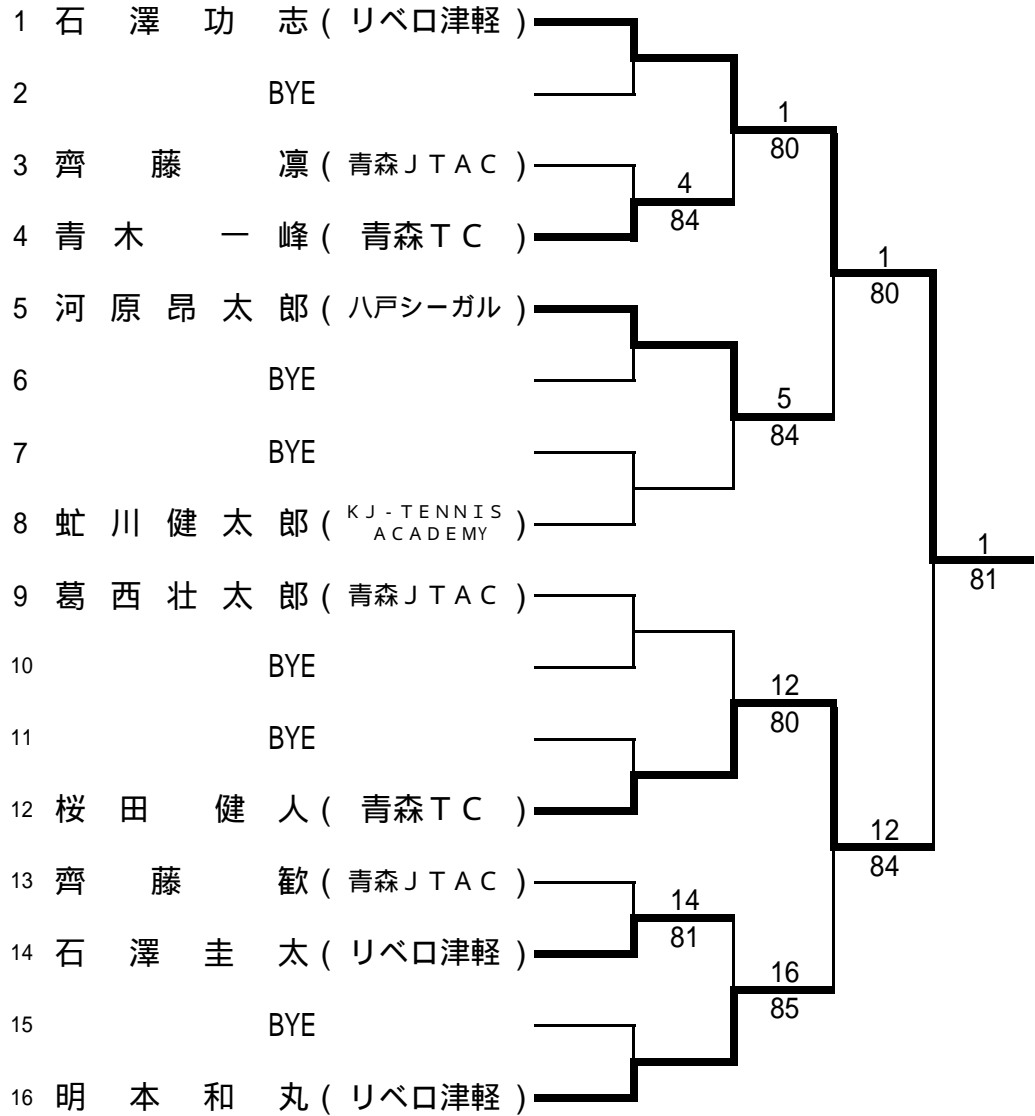 1 石澤功志 ( リベロ津軽 )
2 BYE
3 齊藤凛 ( 青森ＪＴＡＣ )
4 青木一峰 ( 青森ＴＣ )
5 河原昂太郎 ( 八戸シーガル )
6 BYE
7 BYE
8 虻川健太郎 ( ＫＪ-ＴＥＮＮＩＳ
ＡＣＡＤＥＭＹ )
9 葛西壮太郎 ( 青森ＪＴＡＣ )
10 BYE
11 BYE
12 桜田健人 ( 青森ＴＣ )
13 齊藤歓 ( 青森ＪＴＡＣ )
14 石澤圭太 ( リベロ津軽 )
15 BYE
16 明本和丸 ( リベロ津軽 )
4
84
14
81
1
80
5
84
12
80
16
85
1
80
12
84
1
81